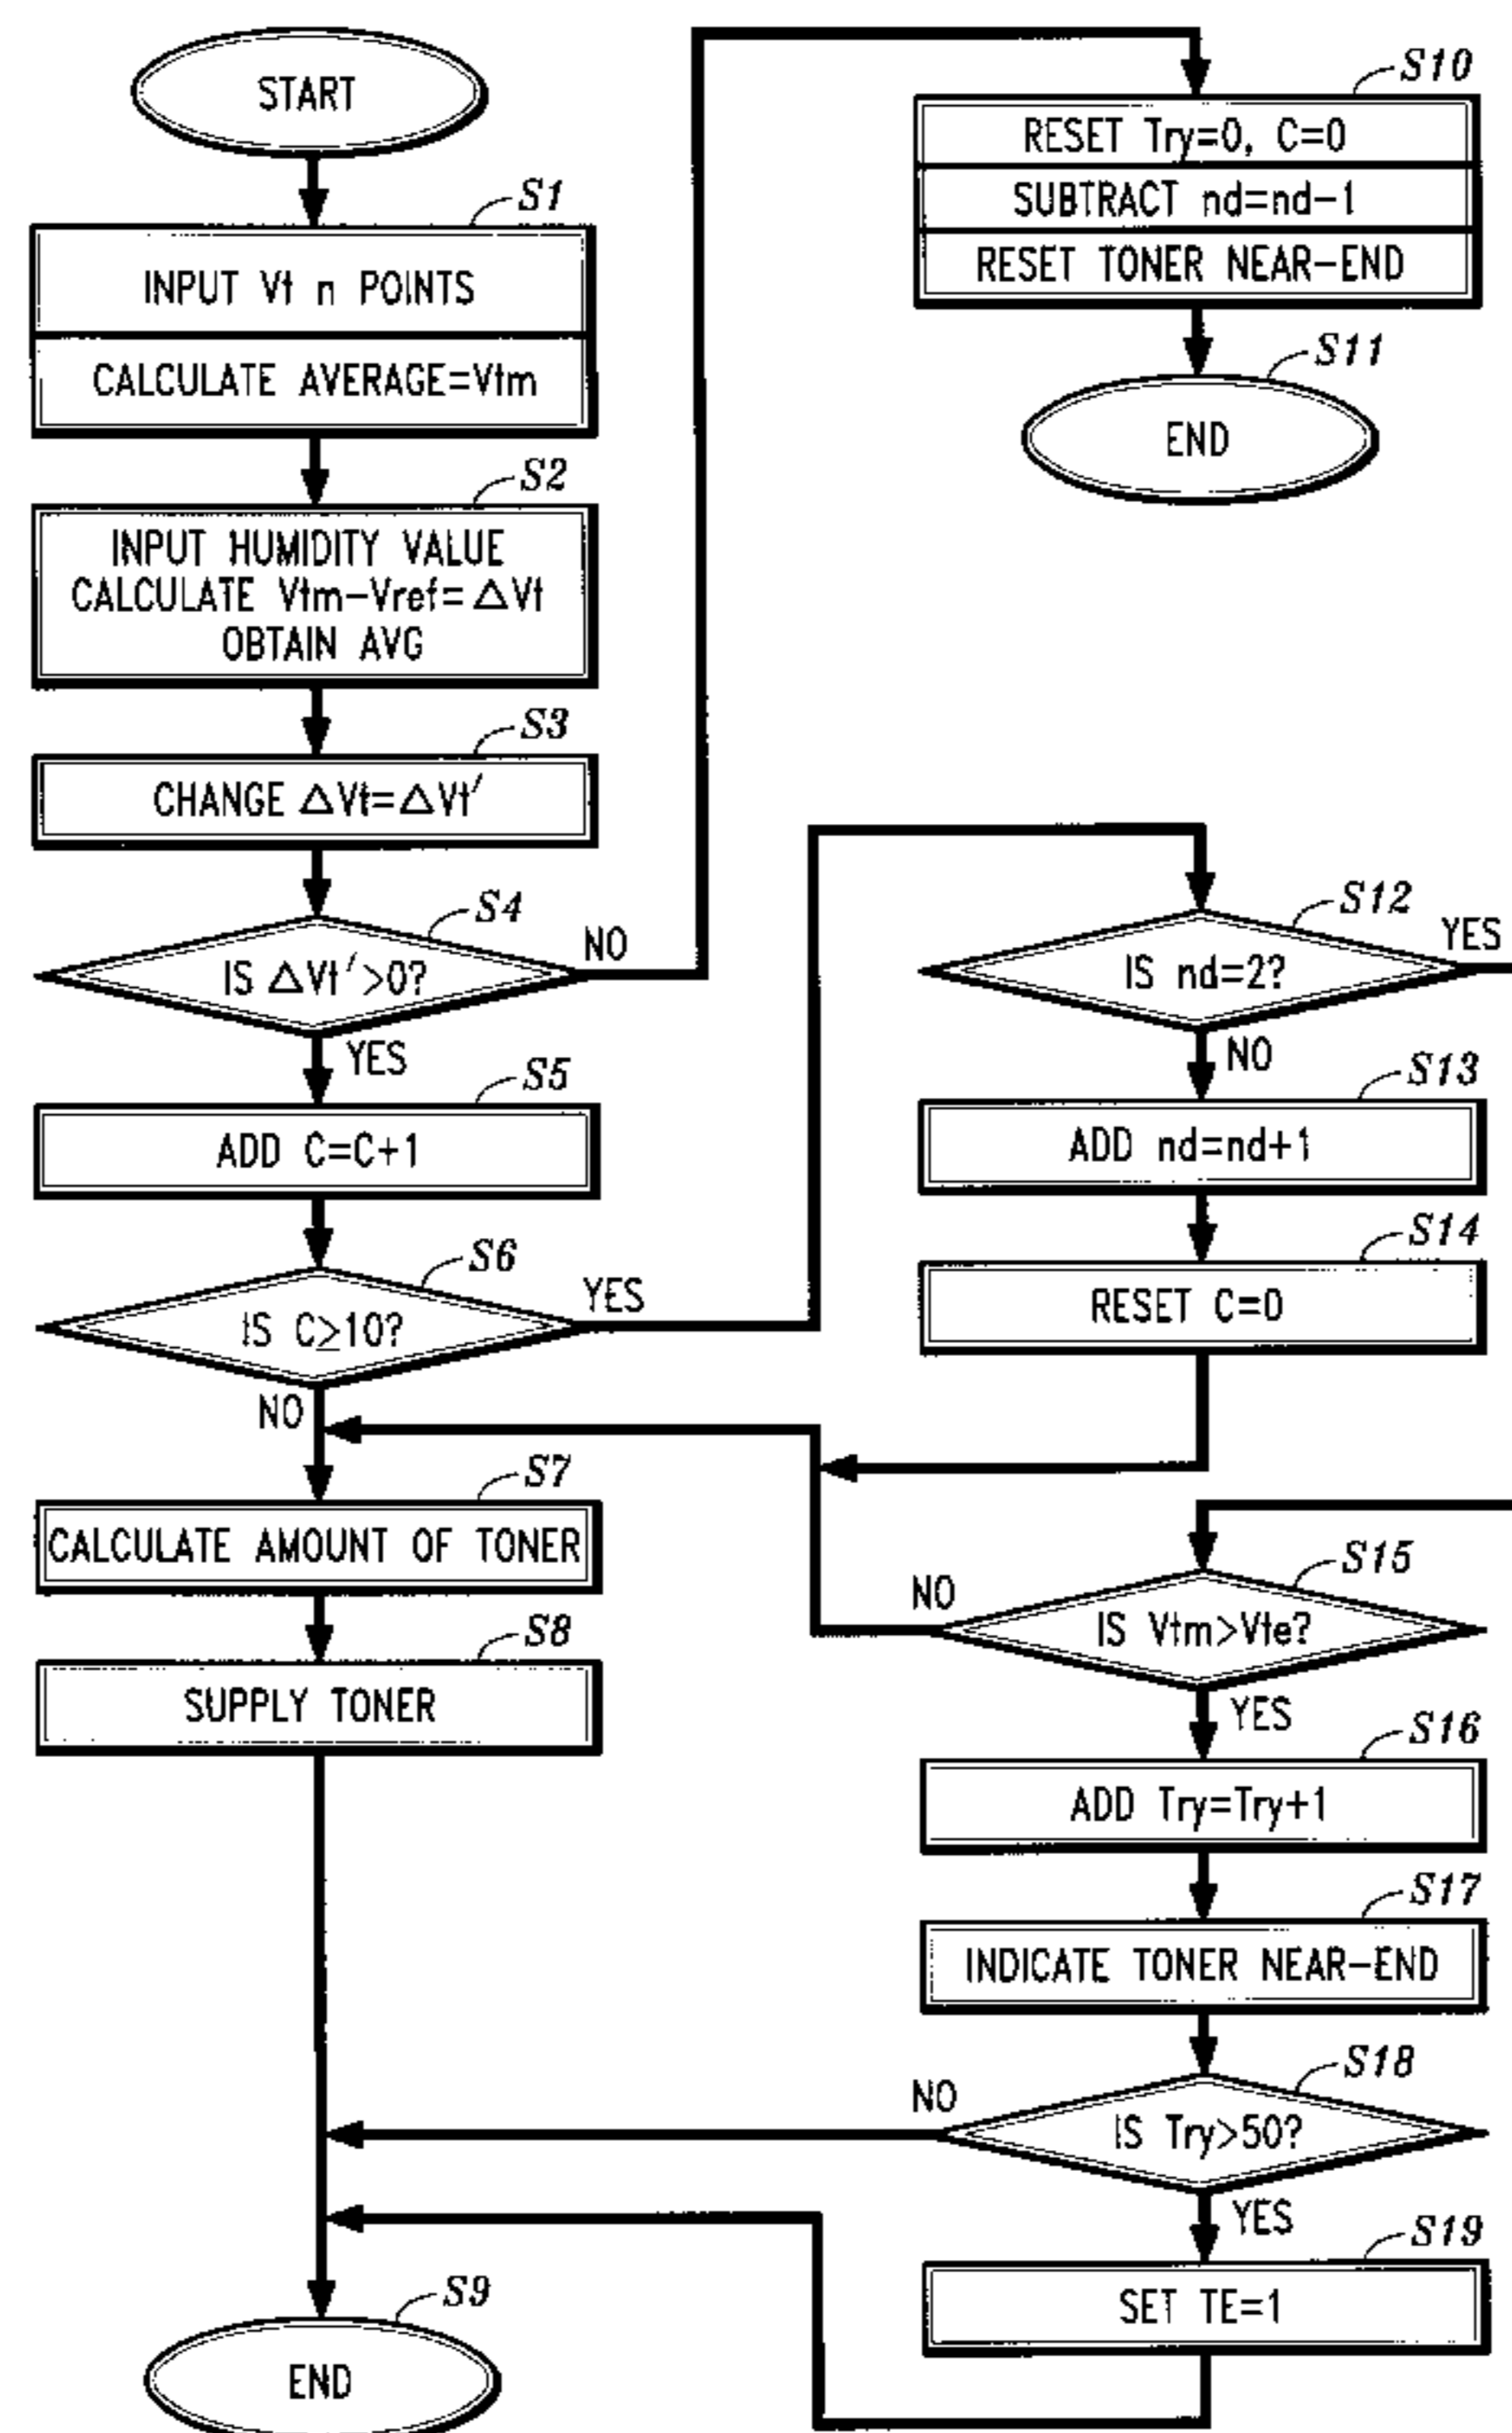 START
S1
INPUT Vt n POINTS
CALCULATE AVERAGE=Vtm
S2
INPUT HUMIDITY VALUE
CALCULATE Vtm-Vref=△Vt
OBTAIN AVG
S3
CHANGE △Vt=△Vt′
S4
IS △Vt′>0?
NO
YES
S5
ADD C=C+1
S6
IS C≥10?
YES
NO
S7
CALCULATE AMOUNT OF TONER
S8
SUPPLY TONER
S9
END
S10
RESET Try=0, C=0
SUBTRACT nd=nd-1
RESET TONER NEAR-END
S11
END
S12
IS nd=2?
YES
NO
S13
ADD nd=nd+1
S14
RESET C=0
S15
IS Vtm>Vte?
NO
YES
S16
ADD Try=Try+1
S17
INDICATE TONER NEAR-END
S18
IS Try>50?
NO
YES
S19
SET TE=1